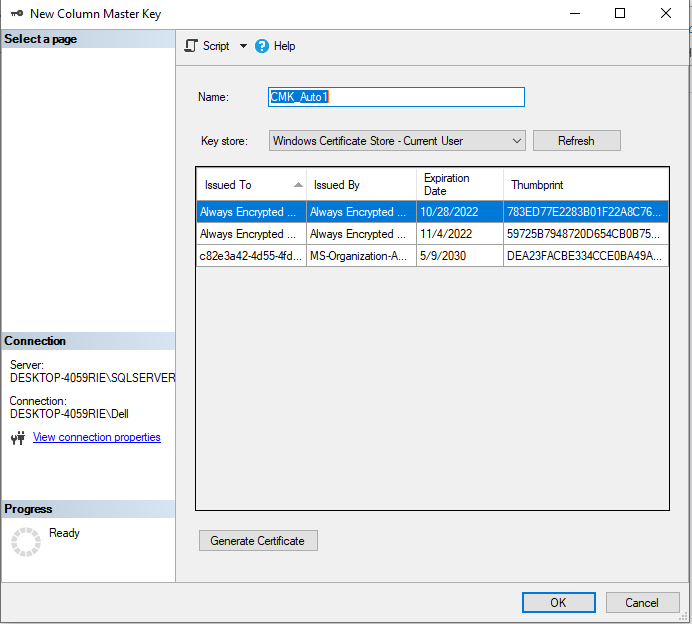 New Column Master Key
Select a page
Script
Help
Name:
CMK_Auto1
Key store:
Windows Certificate Store - Current User
Refresh
Issued To
Issued By
Expiration
Date
Thumbprint
Always Encrypted ... Always Encrypted ... 10/28/2022 783ED77E2283B01F22A8C76...
Always Encrypted ... Always Encrypted ... 11/4/2022 59725B7948720D654CB0B75...
c82e3a42-4d55-4fd... MS-Organization-A... 5/9/2030 DEA23FACBE334CCE0BA49A...
Connection
Server:
DESKTOP-4059RIE\SQLSERVER
Connection:
DESKTOP-4059RIE\Dell
View connection properties
Progress
Ready
Generate Certificate
OK
Cancel